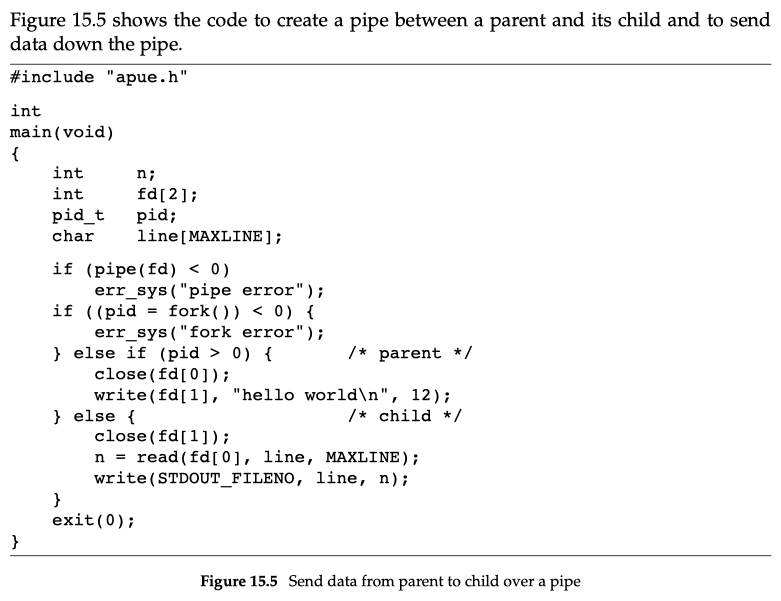 Figure 15.5 shows the code to create a pipe between a parent and its child and to send
data down the pipe.
#include "apue.h"
int
main(void)
{
    int     n;
    int     fd[2];
    pid_t   pid;
    char    line[MAXLINE];
    if (pipe(fd) < 0)
        err_sys("pipe error");
    if ((pid = fork()) < 0) {
        err_sys("fork error");
    } else if (pid > 0) {       /* parent */
        close(fd[0]);
        write(fd[1], "hello world\n", 12);
    } else {                    /* child */
        close(fd[1]);
        n = read(fd[0], line, MAXLINE);
        write(STDOUT_FILENO, line, n);
    }
    exit(0);
}
Figure 15.5 Send data from parent to child over a pipe